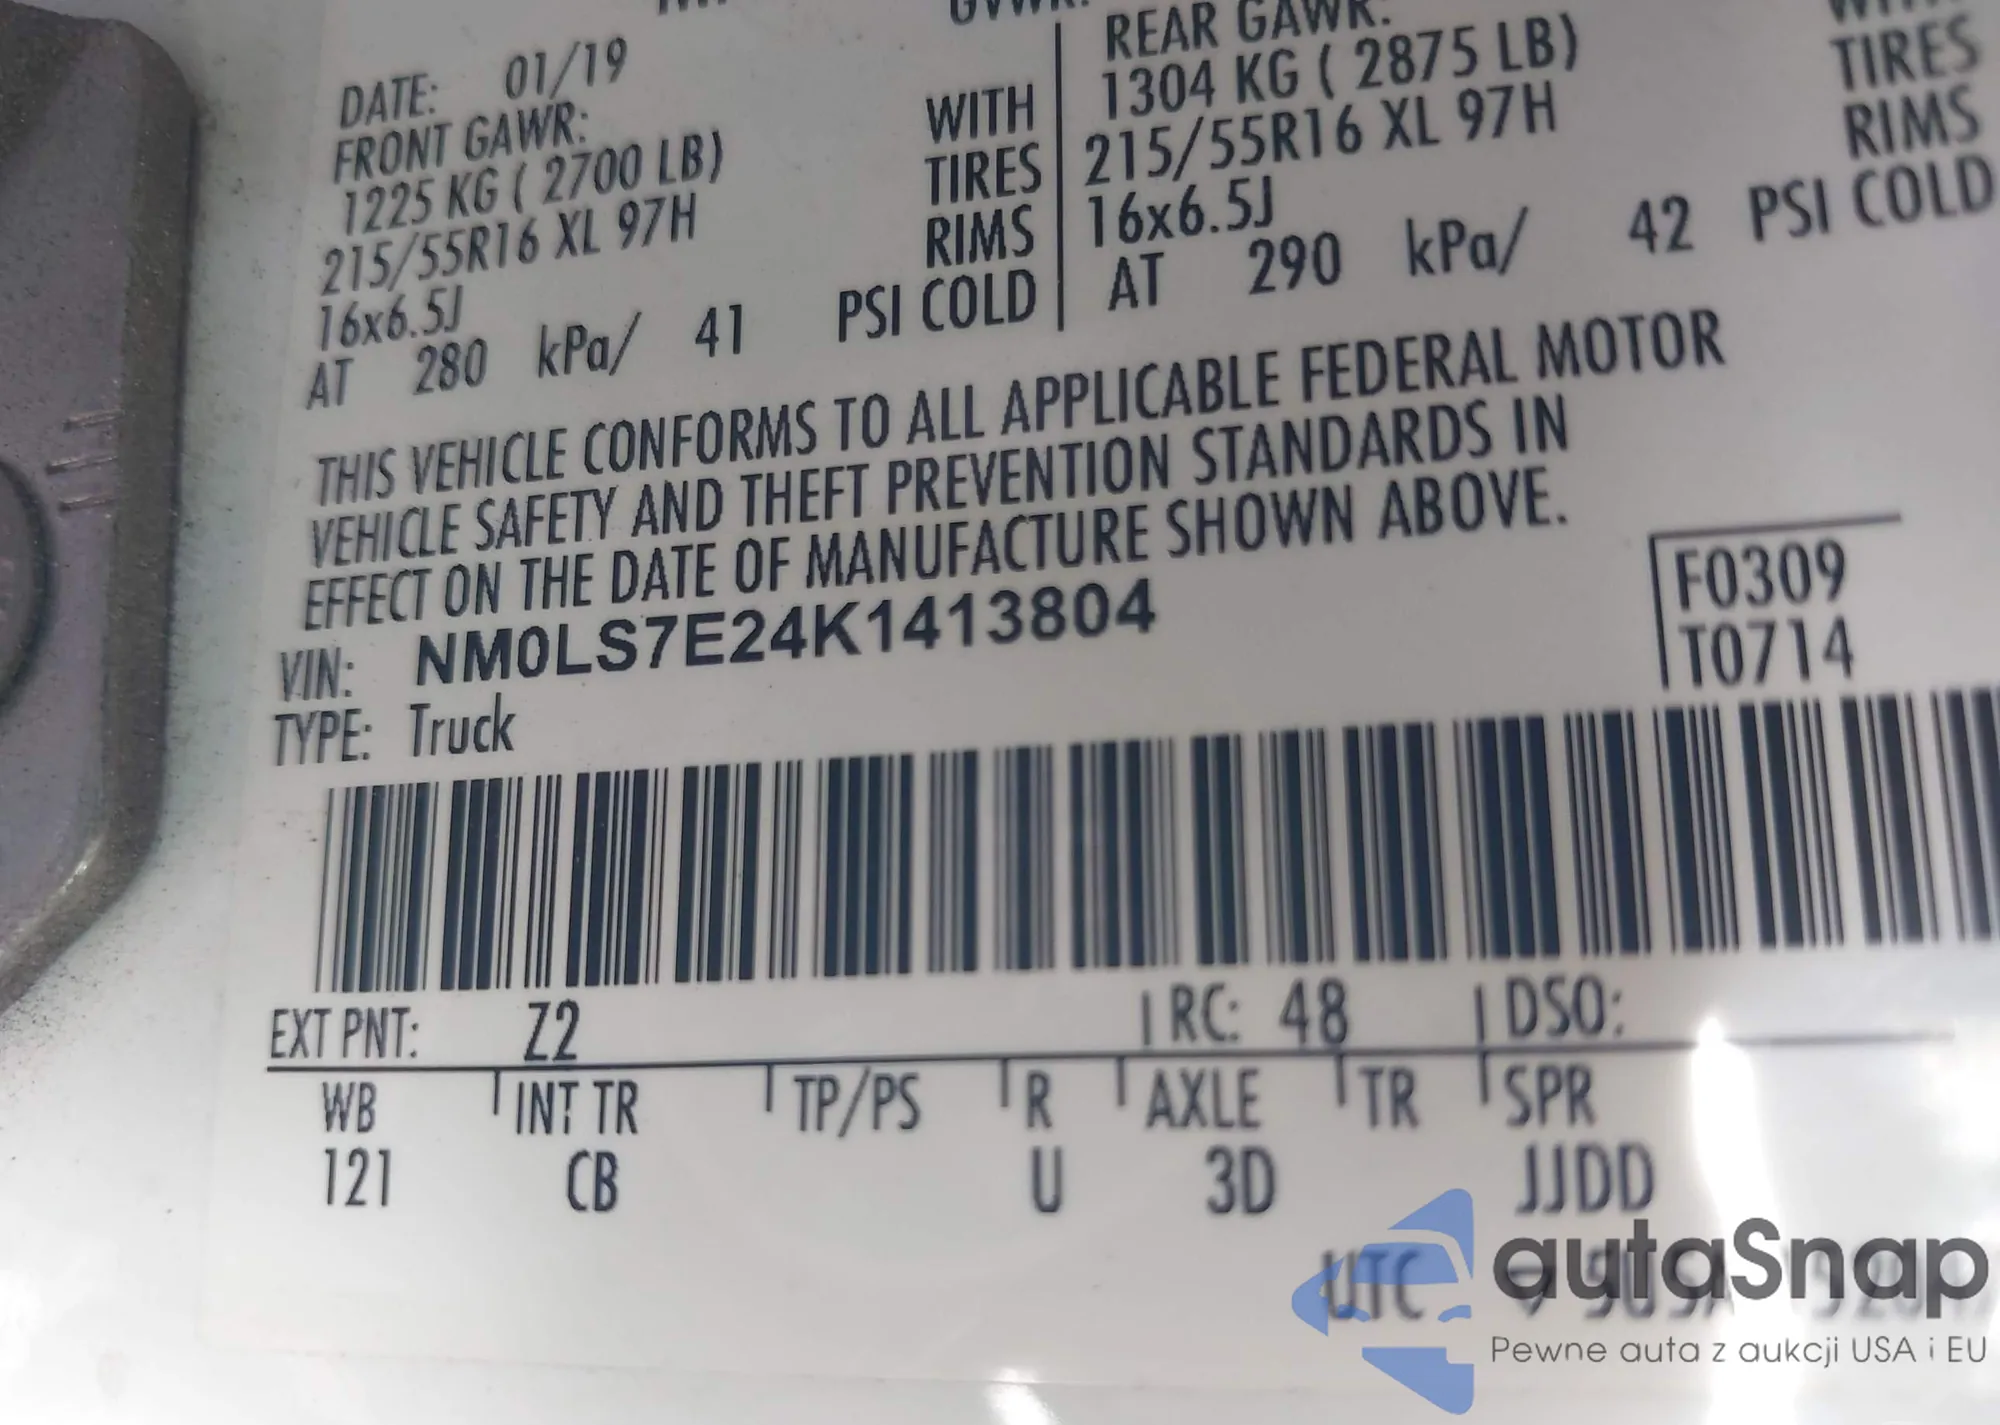 DATE: 01/19
FRONT GAWR:
1225 KG ( 2700 LB) WITH
215/55R16 XL 97H TIRES
16x6.5J RIMS
AT 280 kPa/ 41 PSI COLD
REAR GAWR:
1304 KG ( 2875 LB)
215/55R16 XL 97H TIRES
16x6.5J RIMS
AT 290 kPa/ 42 PSI COLD
THIS VEHICLE CONFORMS TO ALL APPLICABLE FEDERAL MOTOR
VEHICLE SAFETY AND THEFT PREVENTION STANDARDS IN
EFFECT ON THE DATE OF MANUFACTURE SHOWN ABOVE.
F0309
T0714
VIN: NM0LS7E24K1413804
TYPE: Truck
EXT PNT: Z2 RC: 48 DSO:
WB INT TR TP/PS R AXLE TR SPR
121 CB U 3D JJDD
UTC
autaSnap
Pewne auta z aukcji USA i EU